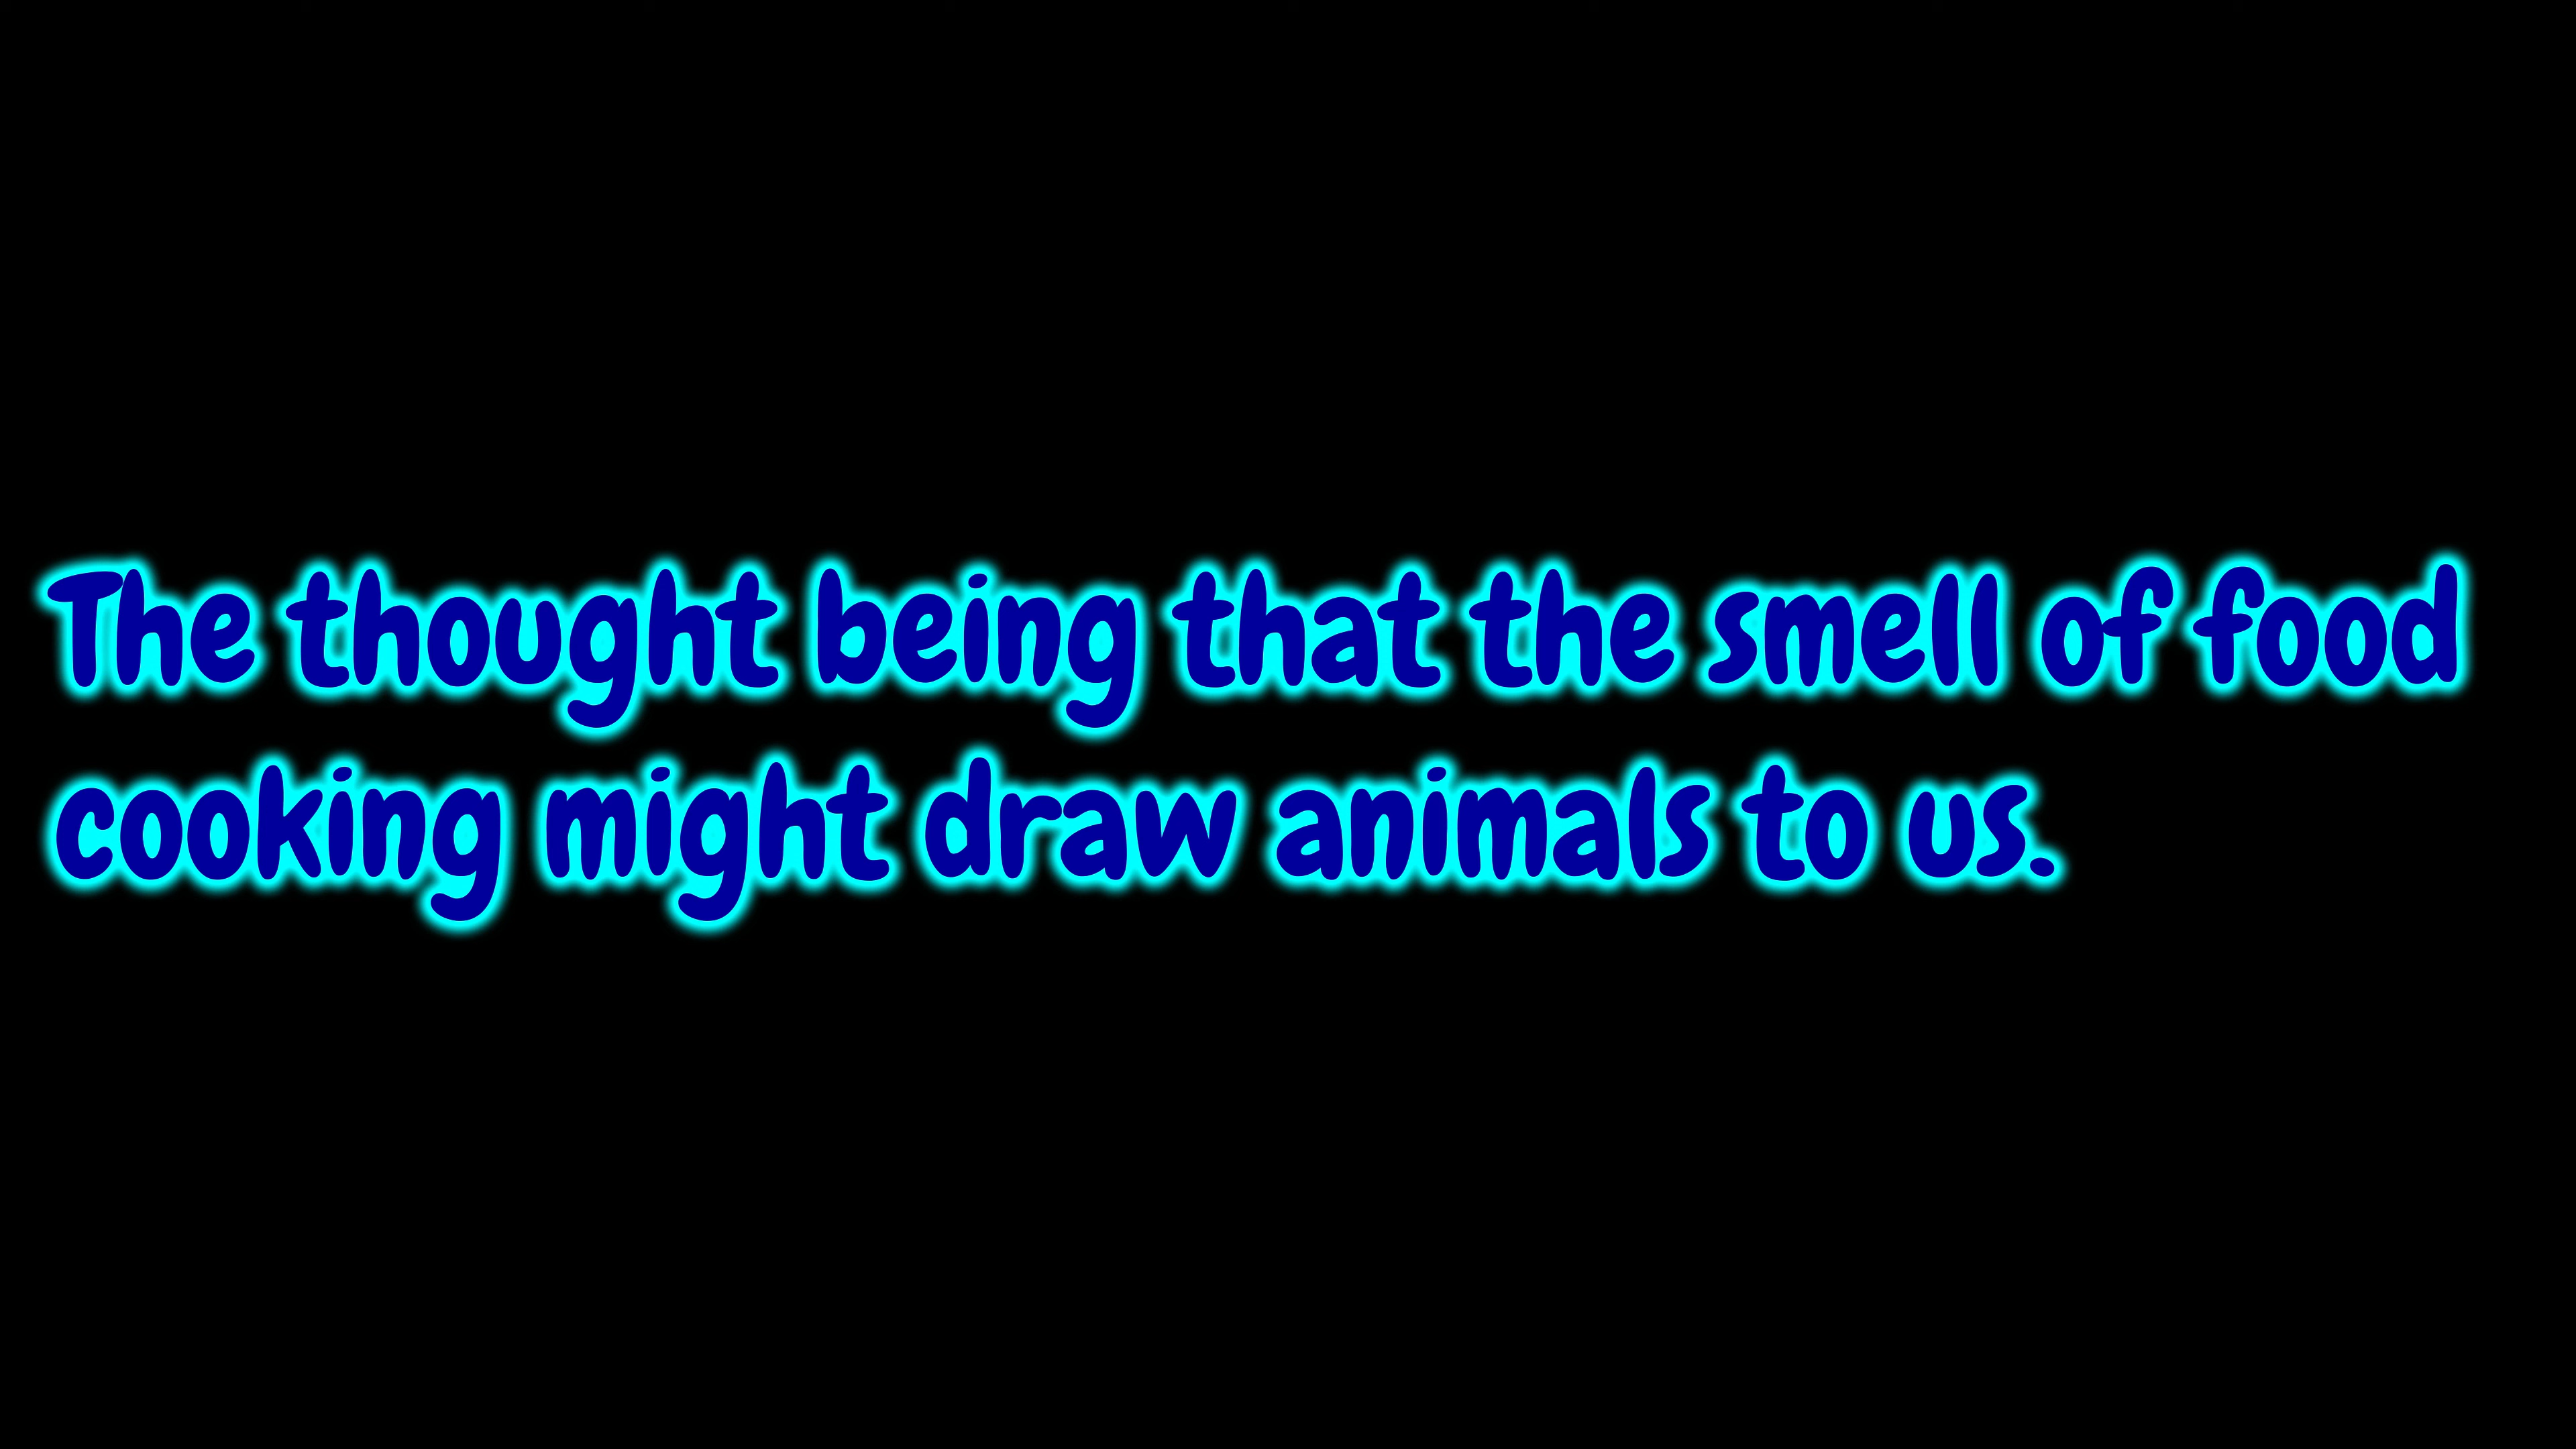 The thought being that the smell of food
cooking might draw animals to us.